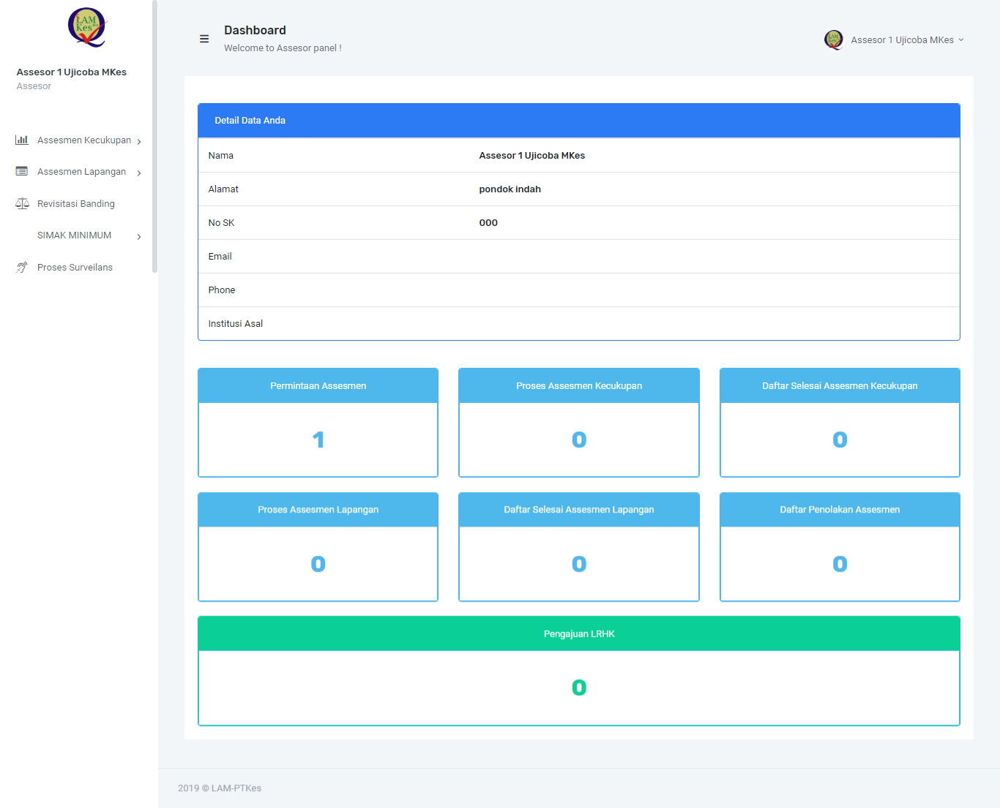 LAM
Kes
Assesor 1 Ujicoba MKes
Assesor
Assesmen Kecukupan
Assesmen Lapangan
Revisitasi Banding
SIMAK MINIMUM
Proses Surveilans
Dashboard
Welcome to Assesor panel !
Assesor 1 Ujicoba MKes
Detail Data Anda
Nama Assesor 1 Ujicoba MKes
Alamat pondok indah
No SK 000
Email
Phone
Institusi Asal
Permintaan Assesmen
1
Proses Assesmen Kecukupan
0
Daftar Selesai Assesmen Kecukupan
0
Proses Assesmen Lapangan
0
Daftar Selesai Assesmen Lapangan
0
Daftar Penolakan Assesmen
0
Pengajuan LRHK
0
2019 © LAM-PTKes